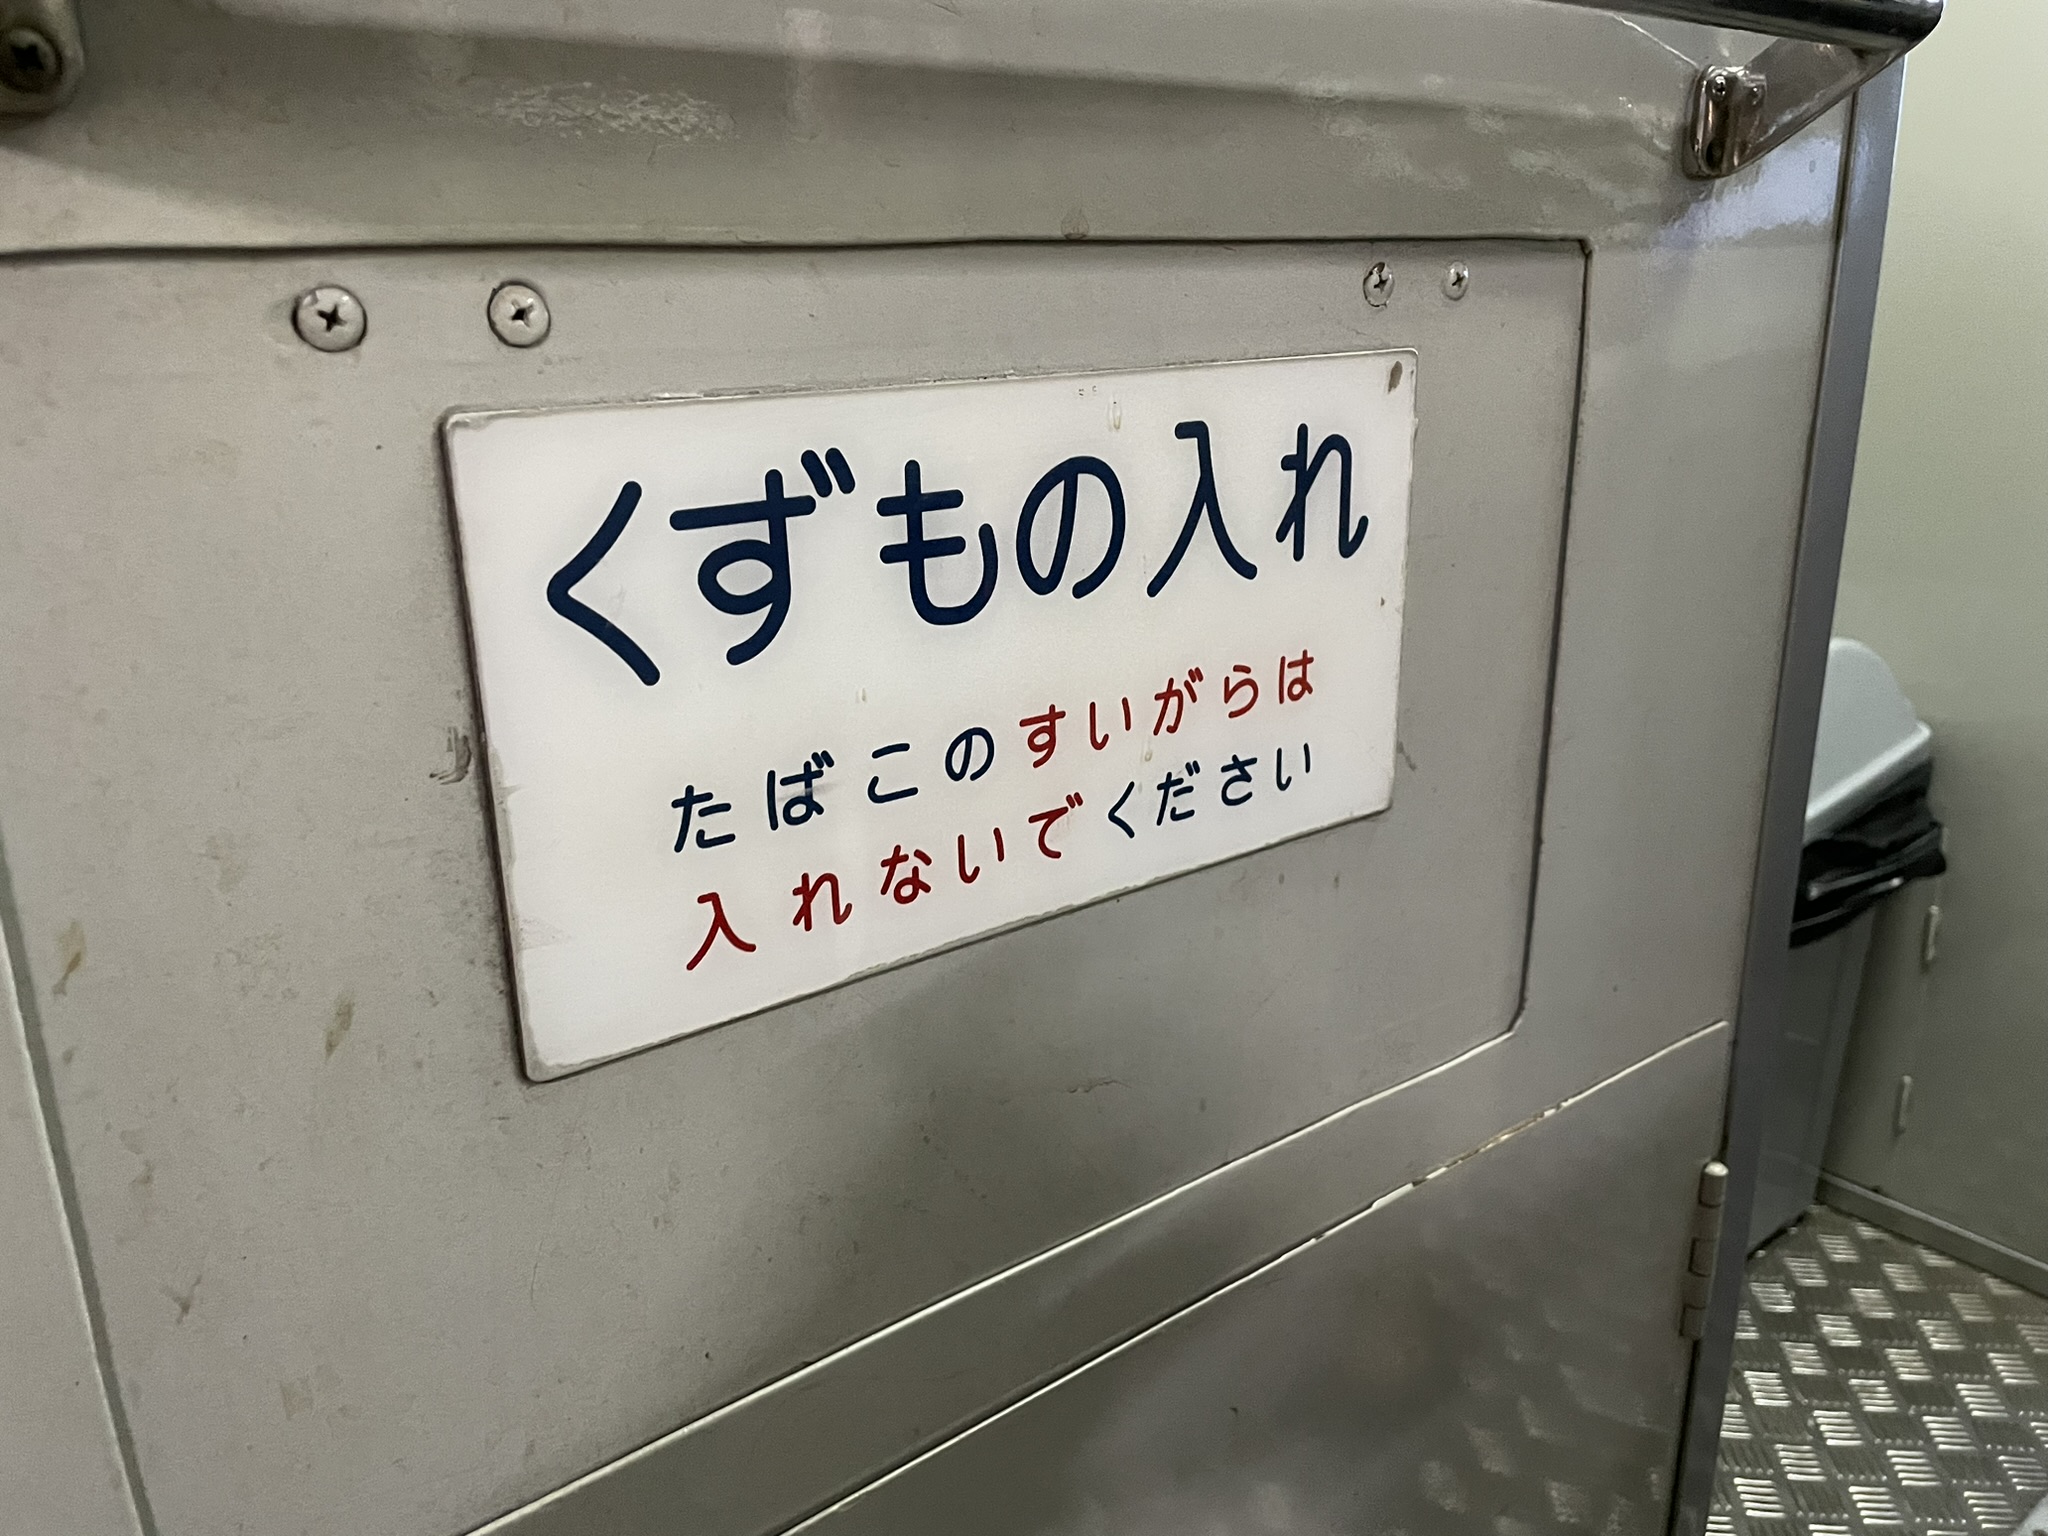 くずもの入れ
たばこのすいがらは
入れないでください